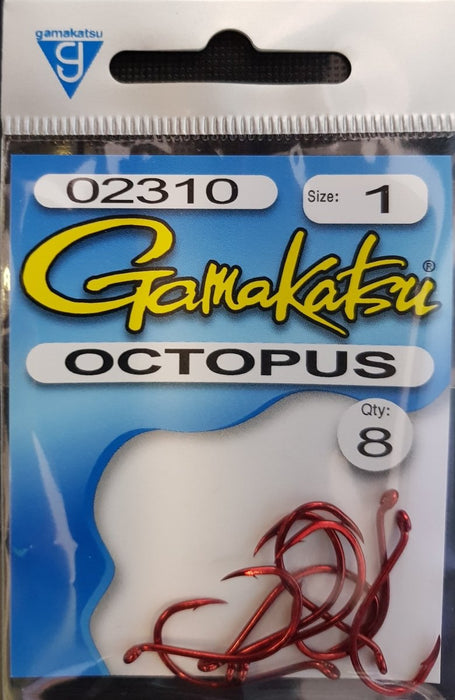 gamakatsu
g
02310
Size: 1
Gamakatsu®
OCTOPUS
Qty:
8